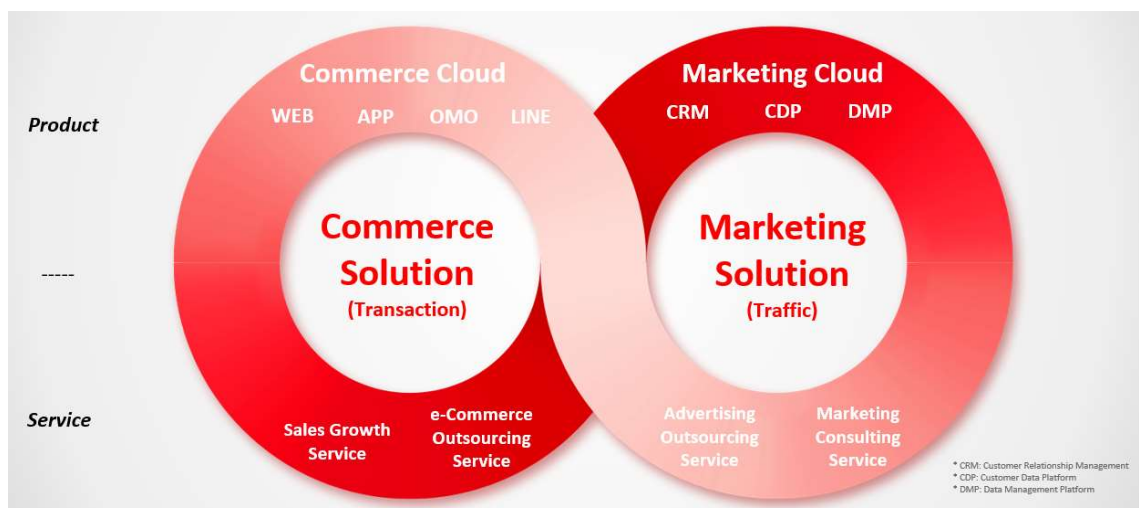 Commerce Cloud
WEB APP OMO LINE
Marketing Cloud
CRM CDP DMP
Product
Commerce
Solution
(Transaction)
Marketing
Solution
(Traffic)
-----
Service
Sales Growth
Service
e-Commerce
Outsourcing
Service
Advertising
Outsourcing
Service
Marketing
Consulting
Service
* CRM: Customer Relationship Management
* CDP: Customer Data Platform
* DMP: Data Management Platform